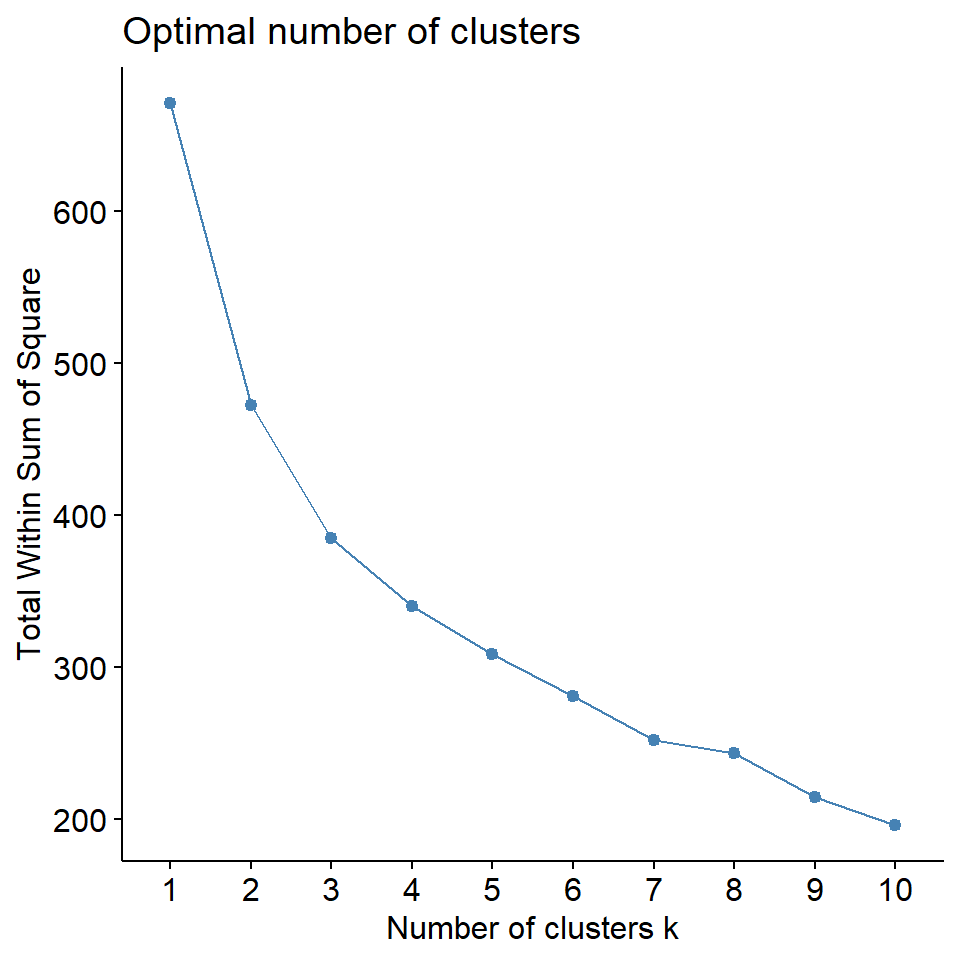 Optimal number of clusters
Total Within Sum of Square
600
500
400
300
200
1 2 3 4 5 6 7 8 9 10
Number of clusters k